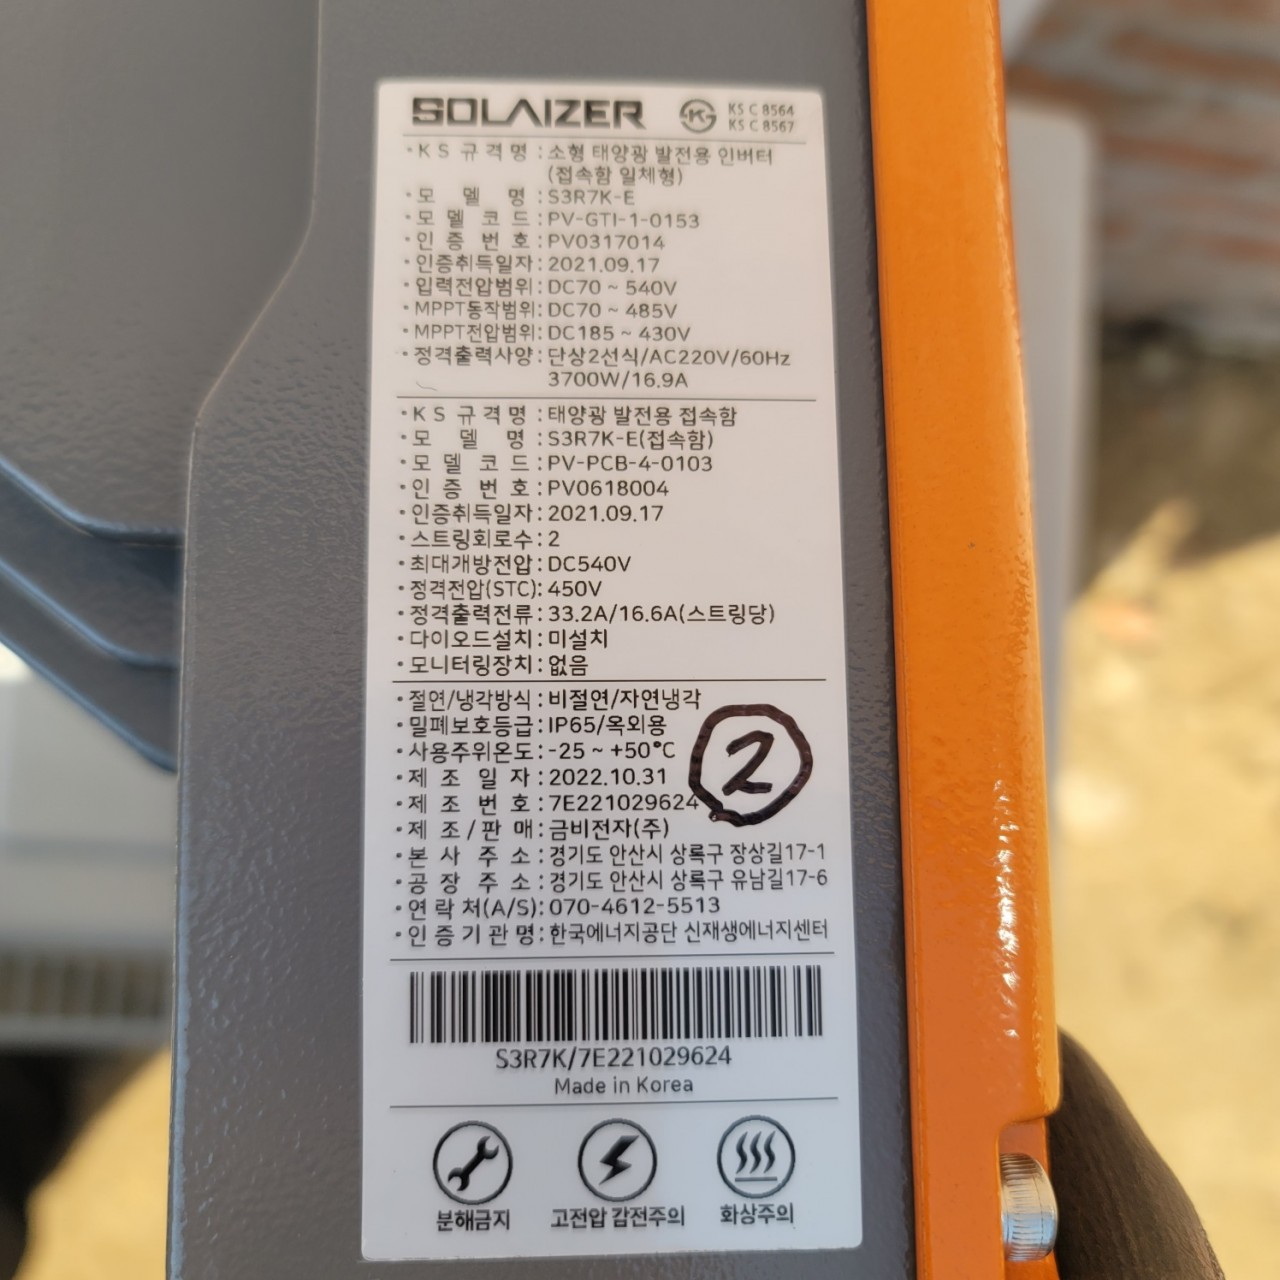 SOLAIZER KS C 8564
KS C 8567
·KS규격명:소형 태양광 발전용 인버터
(접속함 일체형)
·모델명:S3R7K-E
·모델코드:PV-GTI-1-0153
·인증번호:PV0317014
·인증취득일자:2021.09.17
·입력전압범위:DC70 ~ 540V
·MPPT동작범위:DC70 ~ 485V
·MPPT전압범위:DC185 ~ 430V
·정격출력사양:단상2선식/AC220V/60Hz
3700W/16.9A
·KS규격명:태양광 발전용 접속함
·모델명:S3R7K-E(접속함)
·모델코드:PV-PCB-4-0103
·인증번호:PV0618004
·인증취득일자:2021.09.17
·스트링회로수:2
·최대개방전압:DC540V
·정격전압(STC):450V
·정격출력전류:33.2A/16.6A(스트링당)
·다이오드설치:미설치
·모니터링장치:없음
·절연/냉각방식:비절연/자연냉각
·밀폐보호등급:IP65/옥외용
·사용주위온도:-25 ~ +50°C
2
·제조일자:2022.10.31
·제조번호:7E221029624
·제조/판매:금비전자(주)
·본사주소:경기도 안산시 상록구 장상길17-1
·공장주소:경기도 안산시 상록구 유남길17-6
·연락처(A/S):070-4612-5513
·인증기관명:한국에너지공단 신재생에너지센터
S3R7K/7E221029624
Made in Korea
분해금지 고전압 감전주의 화상주의